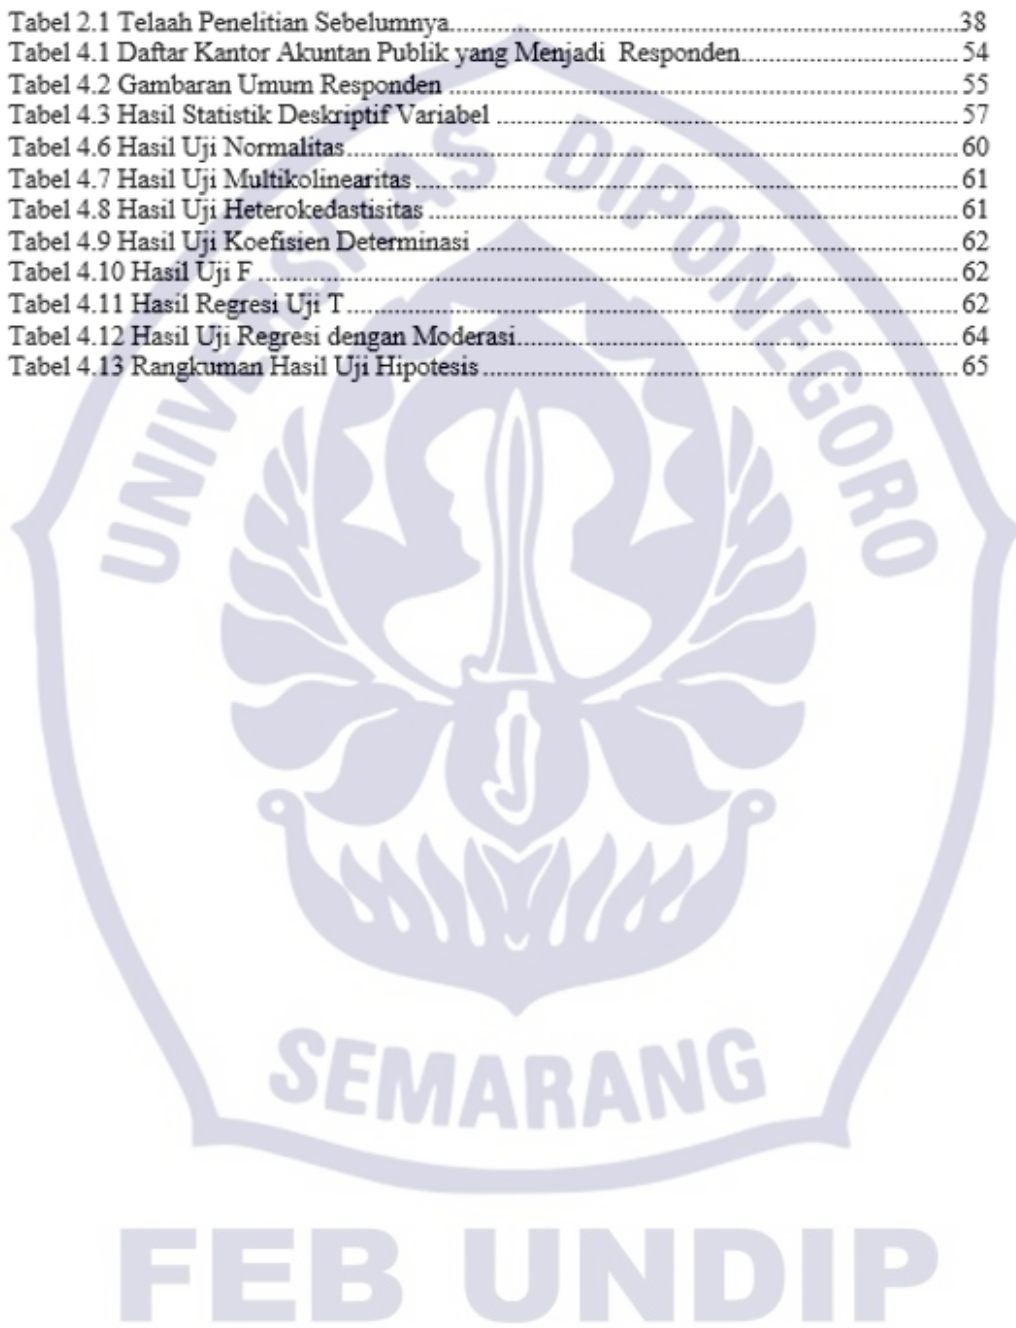 Tabel 2.1 Telaah Penelitian Sebelumnya....................................................................................................38
Tabel 4.1 Daftar Kantor Akuntan Publik yang Menjadi  Responden........................................... 54
Tabel 4.2 Gambaran Umum Responden ....................................................................................................... 55
Tabel 4.3 Hasil Statistik Deskriptif Variabel ............................................................................................ 57
Tabel 4.6 Hasil Uji Normalitas........................................................................................................................... 60
Tabel 4.7 Hasil Uji Multikolinearitas ............................................................................................................. 61
Tabel 4.8 Hasil Uji Heterokedastisitas .......................................................................................................... 61
Tabel 4.9 Hasil Uji Koefisien Determinasi ................................................................................................ 62
Tabel 4.10 Hasil Uji F ............................................................................................................................................ 62
Tabel 4.11 Hasil Regresi Uji T .......................................................................................................................... 62
Tabel 4.12 Hasil Uji Regresi dengan Moderasi........................................................................................ 64
Tabel 4.13 Rangkuman Hasil Uji Hipotesis ............................................................................................... 65
UNIVERSITAS DIPONEGORO
SEMARANG
FEB UNDIP